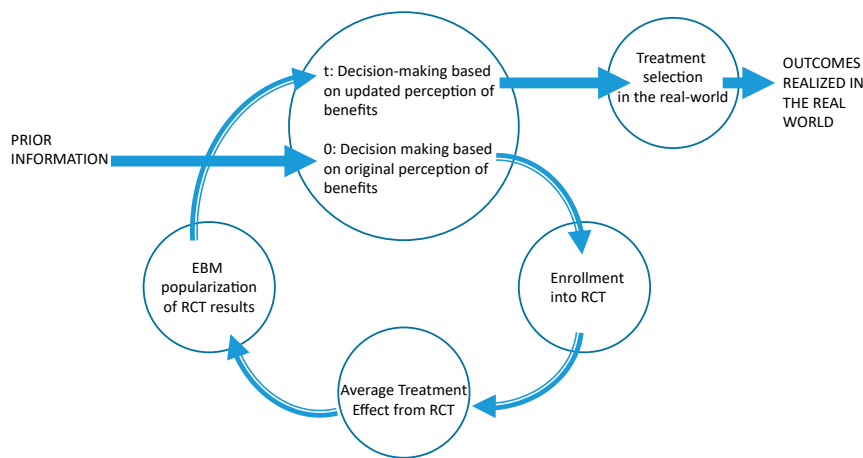 t: Decision-making based
on updated perception of
benefits
Treatment
selection
in the real-world
OUTCOMES
REALIZED IN
THE REAL
WORLD
PRIOR
INFORMATION
0: Decision making based
on original perception of
benefits
EBM
popularization
of RCT results
Enrollment
into RCT
Average Treatment
Effect from RCT